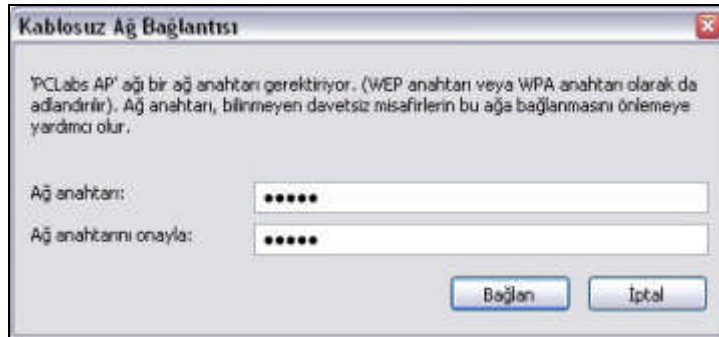 Kablosuz Ağ Bağlantısı
'PCLabs AP' ağı bir ağ anahtarı gerektiriyor. (WEP anahtarı veya WPA anahtarı olarak da
adlandırılır). Ağ anahtarı, bilinmeyen davetsiz misafirlerin bu ağa bağlanmasını önlemeye
yardımcı olur.
Ağ anahtarı: •••••
Ağ anahtarını onayla: •••••
Bağlan İptal